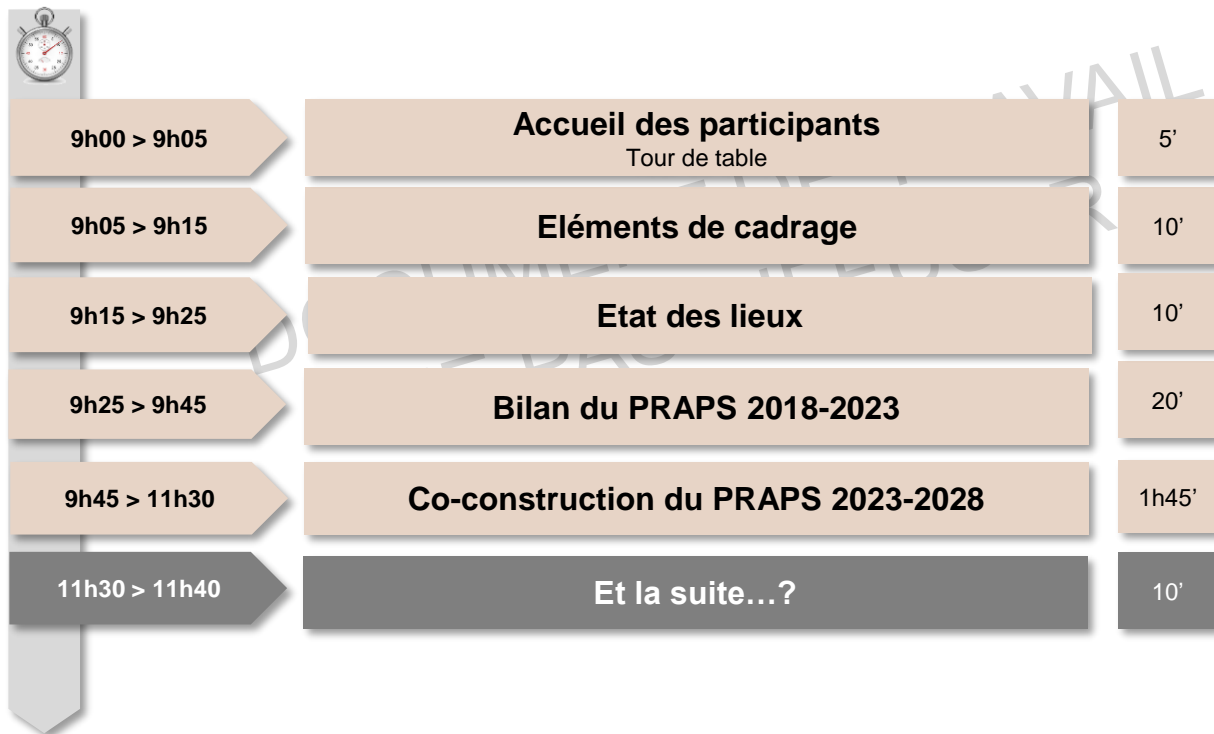 9h00 > 9h05
Accueil des participants
Tour de table
5’
9h05 > 9h15
Eléments de cadrage
10’
9h15 > 9h25
Etat des lieux
10’
9h25 > 9h45
Bilan du PRAPS 2018-2023
20’
9h45 > 11h30
Co-construction du PRAPS 2023-2028
1h45’
11h30 > 11h40
Et la suite…?
10’